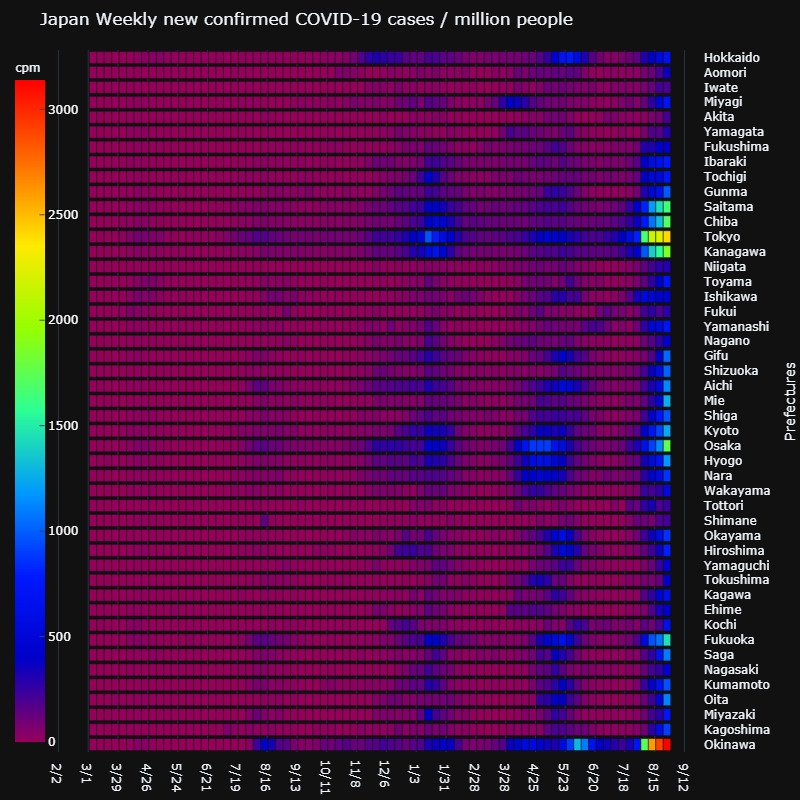 Japan Weekly new confirmed COVID-19 cases / million people
cpm
3000
2500
2000
1500
1000
500
0
Hokkaido
Aomori
Iwate
Miyagi
Akita
Yamagata
Fukushima
Ibaraki
Tochigi
Gunma
Saitama
Chiba
Tokyo
Kanagawa
Niigata
Toyama
Ishikawa
Fukui
Yamanashi
Nagano
Gifu
Shizuoka
Aichi
Mie
Shiga
Kyoto
Osaka
Hyogo
Nara
Wakayama
Tottori
Shimane
Okayama
Hiroshima
Yamaguchi
Tokushima
Kagawa
Ehime
Kochi
Fukuoka
Saga
Nagasaki
Kumamoto
Oita
Miyazaki
Kagoshima
Okinawa
Prefectures
2/2 3/1 3/29 4/26 5/24 6/21 7/19 8/16 9/13 10/11 11/8 12/6 1/3 1/31 2/28 3/28 4/25 5/23 6/20 7/18 8/15 9/12